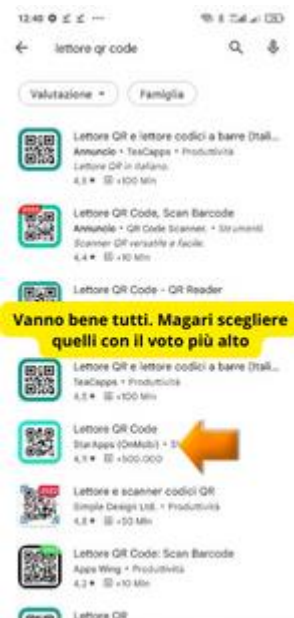 12:40
lettore qr code
Valutazione
Famiglia
Lettore QR e lettore codici a barre (Itali...
Annuncio • TeaCapps • Produttività
Lettore QR in italiano.
4,5 ★ +100 Mln
Lettore QR Code, Scan Barcode
Annuncio • QR Code Scanner. • Strumenti
Scanner QR versatile e facile.
4,4 ★ +10 Mln
Lettore QR Code - QR Reader
Vanno bene tutti. Magari scegliere
quelli con il voto più alto
Lettore QR e lettore codici a barre (Itali...
TeaCapps • Produttività
4,5 ★ +100 Mln
Lettore QR Code
StarApps (OnMobi)
+500.000
Lettore e scanner codici QR
Simple Design Ltd. • Produttività
4,8 ★ +50 Mln
Lettore QR Code: Scan Barcode
Apps Wing • Produttività
+10 Mln
Lettore QR